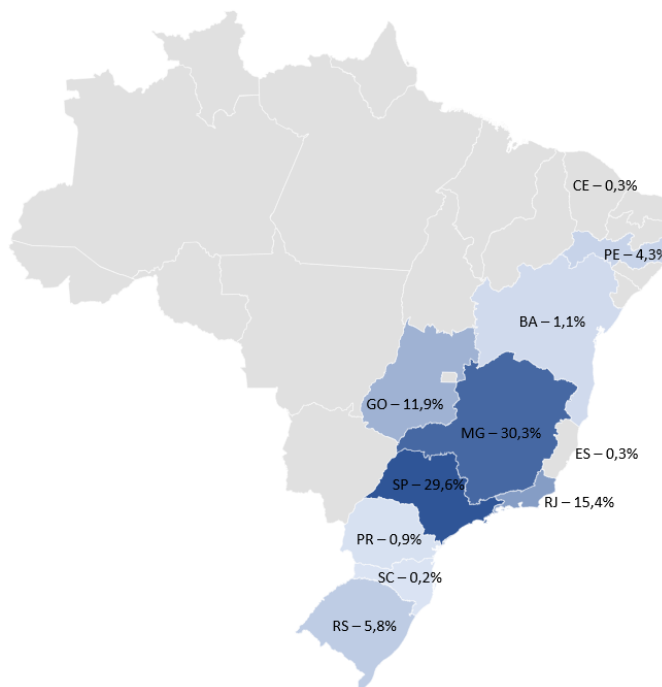 CE – 0,3%
PE – 4,3%
BA – 1,1%
GO – 11,9%
MG – 30,3%
ES – 0,3%
SP – 29,6%
RJ – 15,4%
PR – 0,9%
SC – 0,2%
RS – 5,8%